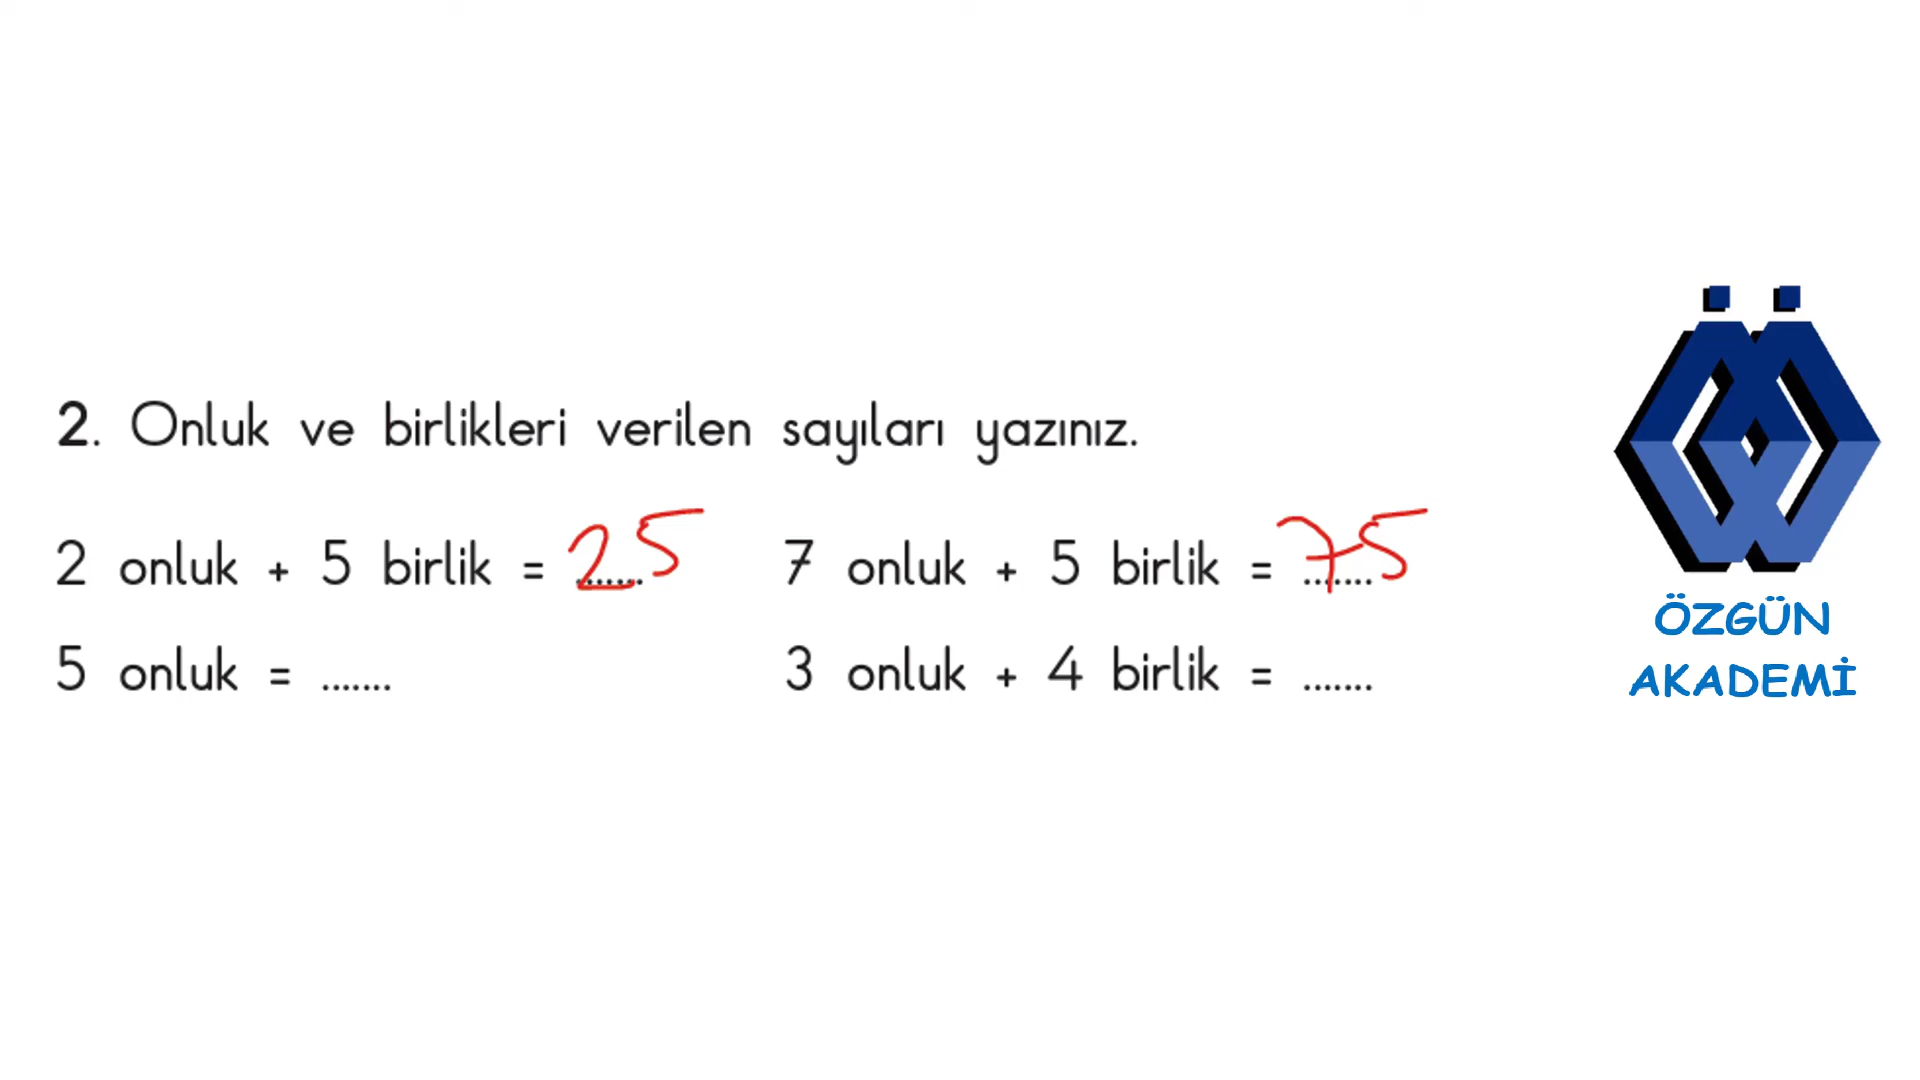 2. Onluk ve birlikleri verilen sayıları yazınız.
2 onluk + 5 birlik = ....... 25
7 onluk + 5 birlik = ....... 75
5 onluk = .......
3 onluk + 4 birlik = .......
ÖZGÜN
AKADEMİ